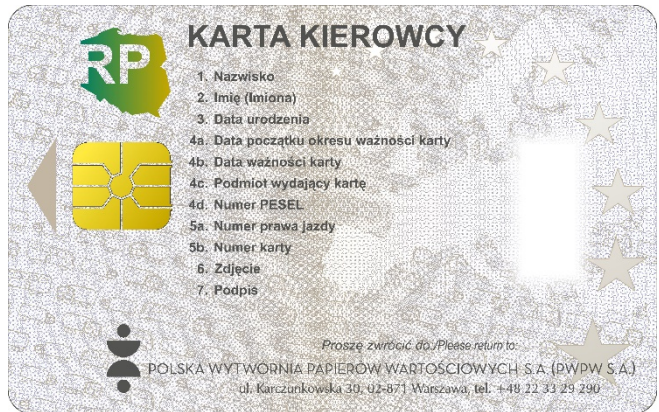 RP
KARTA KIEROWCY
1. Nazwisko
2. Imię (Imiona)
3. Data urodzenia
4a. Data początku okresu ważności karty
4b. Data ważności karty
4c. Podmiot wydający kartę
4d. Numer PESEL
5a. Numer prawa jazdy
5b. Numer karty
6. Zdjęcie
7. Podpis
Proszę zwrócić do:/Please return to:
POLSKA WYTWÓRNIA PAPIERÓW WARTOŚCIOWYCH S.A. (PWPW S.A.)
ul. Karczunkowska 30, 02-871 Warszawa, tel. +48 22 33 29 290